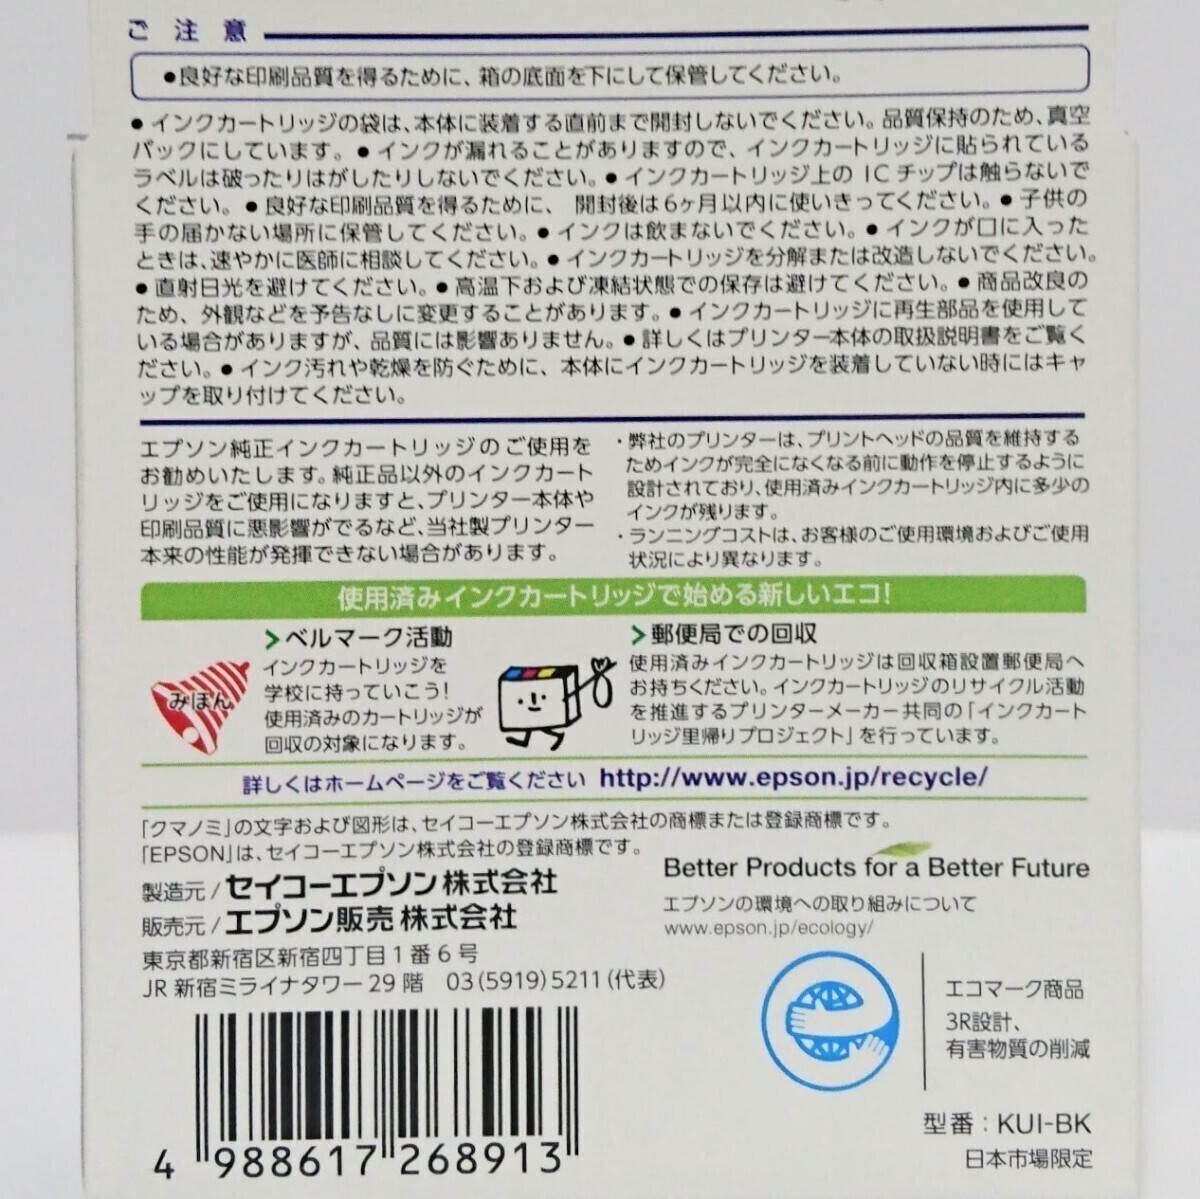 ご注意
●良好な印刷品質を得るために、箱の底面を下にして保管してください。
●インクカートリッジの袋は、本体に装着する直前まで開封しないでください。品質保持のため、真空
パックにしています。●インクが漏れることがありますので、インクカートリッジに貼られている
ラベルは破ったりはがしたりしないでください。●インクカートリッジ上のICチップは触らないで
ください。●良好な印刷品質を得るために、開封後は6ヶ月以内に使いきってください。●子供の
手の届かない場所に保管してください。●インクは飲まないでください。●インクが口に入った
ときは、速やかに医師に相談してください。●インクカートリッジを分解または改造しないでください。
●直射日光を避けてください。●高温下および凍結状態での保存は避けてください。●商品改良の
ため、外観などを予告なしに変更することがあります。●インクカートリッジに再生部品を使用して
いる場合がありますが、品質には影響ありません。●詳しくはプリンター本体の取扱説明書をご覧く
ださい。●インク汚れや乾燥を防ぐために、本体にインクカートリッジを装着していない時にはキャ
ップを取り付けてください。
エプソン純正インクカートリッジのご使用を
お勧めいたします。純正品以外のインクカート
リッジをご使用になりますと、プリンター本体や
印刷品質に悪影響がでるなど、当社製プリンター
本来の性能が発揮できない場合があります。
・弊社のプリンターは、プリントヘッドの品質を維持する
ためインクが完全になくなる前に動作を停止するように
設計されており、使用済みインクカートリッジ内に多少の
インクが残ります。
・ランニングコストは、お客様のご使用環境およびご使用
状況により異なります。
使用済みインクカートリッジで始める新しいエコ!
ベルマーク活動
インクカートリッジを
学校に持っていこう!
使用済みのカートリッジが
回収の対象になります。
みほん
郵便局での回収
使用済みインクカートリッジは回収箱設置郵便局へ
お持ちください。インクカートリッジのリサイクル活動
を推進するプリンターメーカー共同の「インクカート
リッジ里帰りプロジェクト」を行っています。
詳しくはホームページをご覧ください http://www.epson.jp/recycle/
「クマノミ」の文字および図形は、セイコーエプソン株式会社の商標または登録商標です。
「EPSON」は、セイコーエプソン株式会社の登録商標です。
製造元/セイコーエプソン株式会社
販売元/エプソン販売株式会社
東京都新宿区新宿四丁目1番6号
JR新宿ミライナタワー29階 03(5919)5211(代表)
Better Products for a Better Future
エプソンの環境への取り組みについて
www.epson.jp/ecology/
エコマーク商品
3R設計、
有害物質の削減
4 988617 268913
型番:KUI-BK
日本市場限定